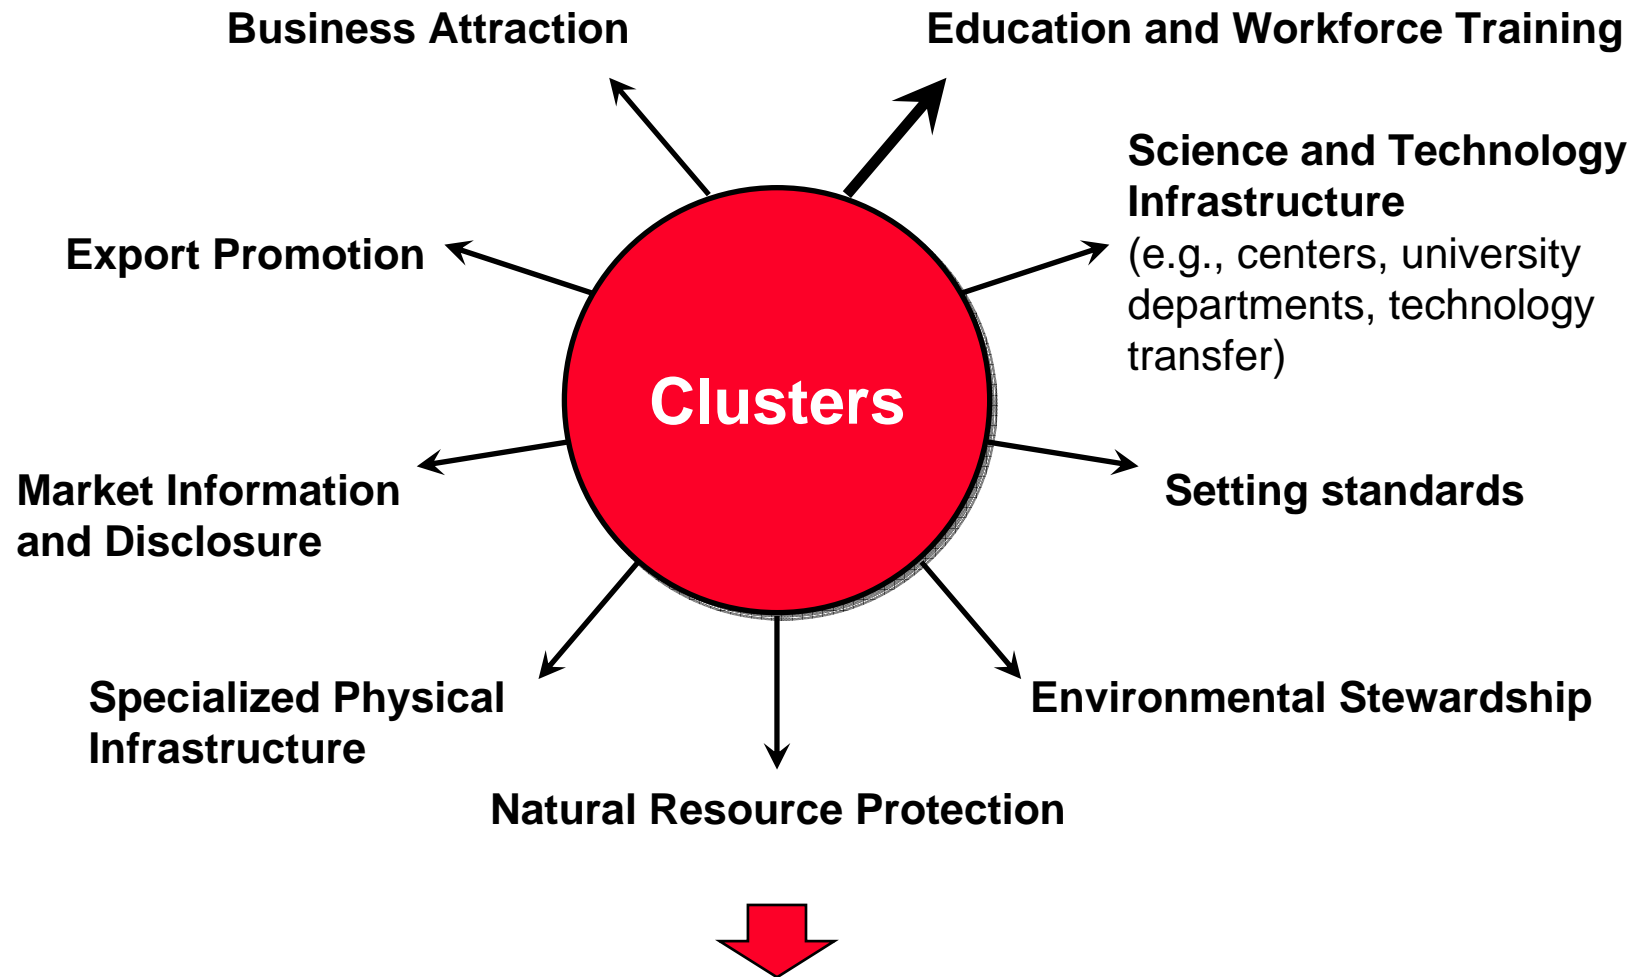 Business Attraction
Education and Workforce Training
Science and Technology
Infrastructure
(e.g., centers, university
departments, technology
transfer)
Export Promotion
Clusters
Market Information
and Disclosure
Setting standards
Specialized Physical
Infrastructure
Environmental Stewardship
Natural Resource Protection